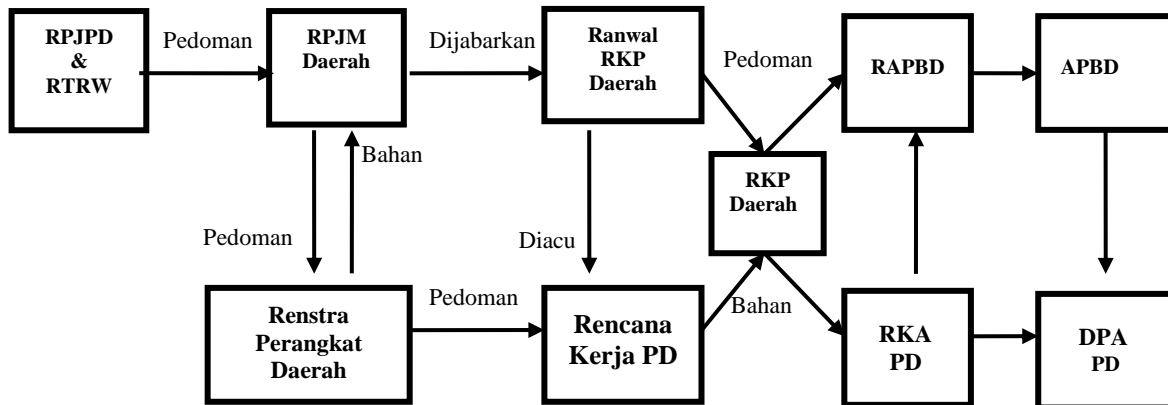 RPJPD
&
RTRW
Pedoman
RPJM
Daerah
Dijabarkan
Ranwal
RKP
Daerah
Pedoman
RAPBD
APBD
Bahan
RKP
Daerah
Pedoman
Diacu
Renstra
Perangkat
Daerah
Pedoman
Rencana
Kerja PD
Bahan
RKA
PD
DPA
PD